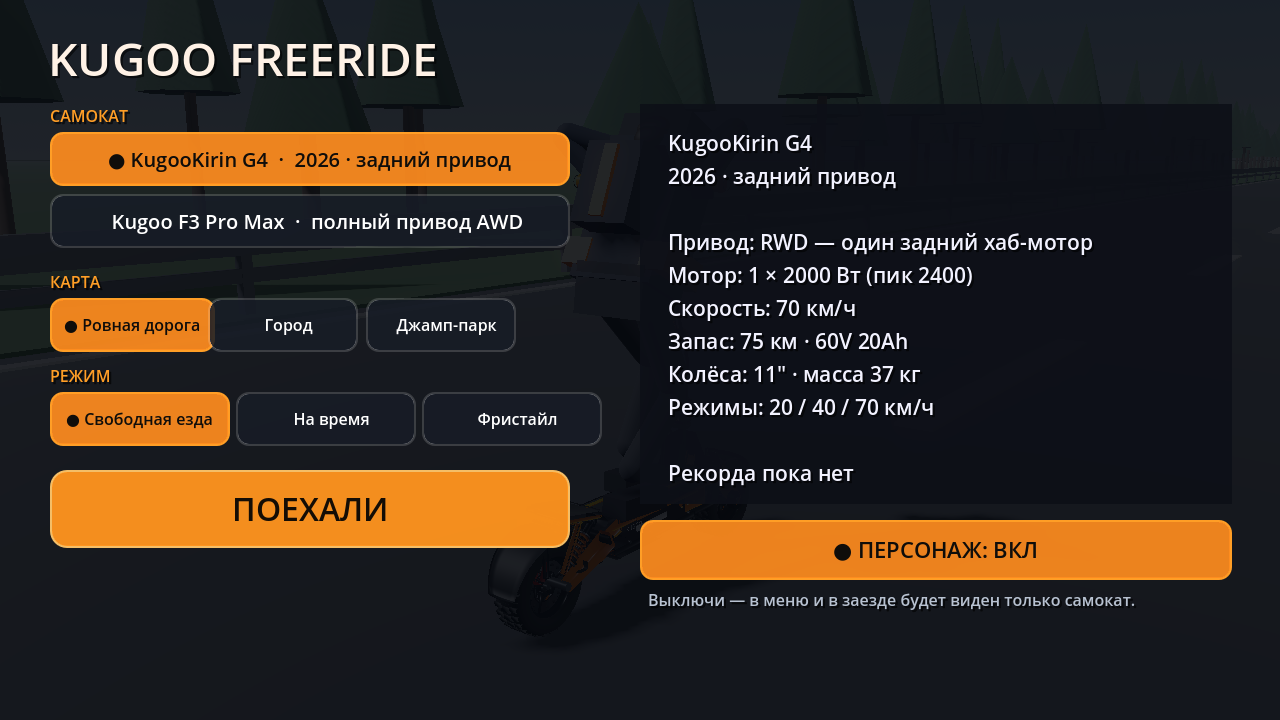 KUGOO FREERIDE
САМОКАТ
● KugooKirin G4 · 2026 · задний привод
Kugoo F3 Pro Max · полный привод AWD
КАРТА
● Ровная дорога
Город
Джамп-парк
РЕЖИМ
● Свободная езда
На время
Фристайл
ПОЕХАЛИ
KugooKirin G4
2026 · задний привод
Привод: RWD — один задний хаб-мотор
Мотор: 1 × 2000 Вт (пик 2400)
Скорость: 70 км/ч
Запас: 75 км · 60V 20Ah
Колёса: 11" · масса 37 кг
Режимы: 20 / 40 / 70 км/ч
Рекорда пока нет
● ПЕРСОНАЖ: ВКЛ
Выключи — в меню и в заезде будет виден только самокат.